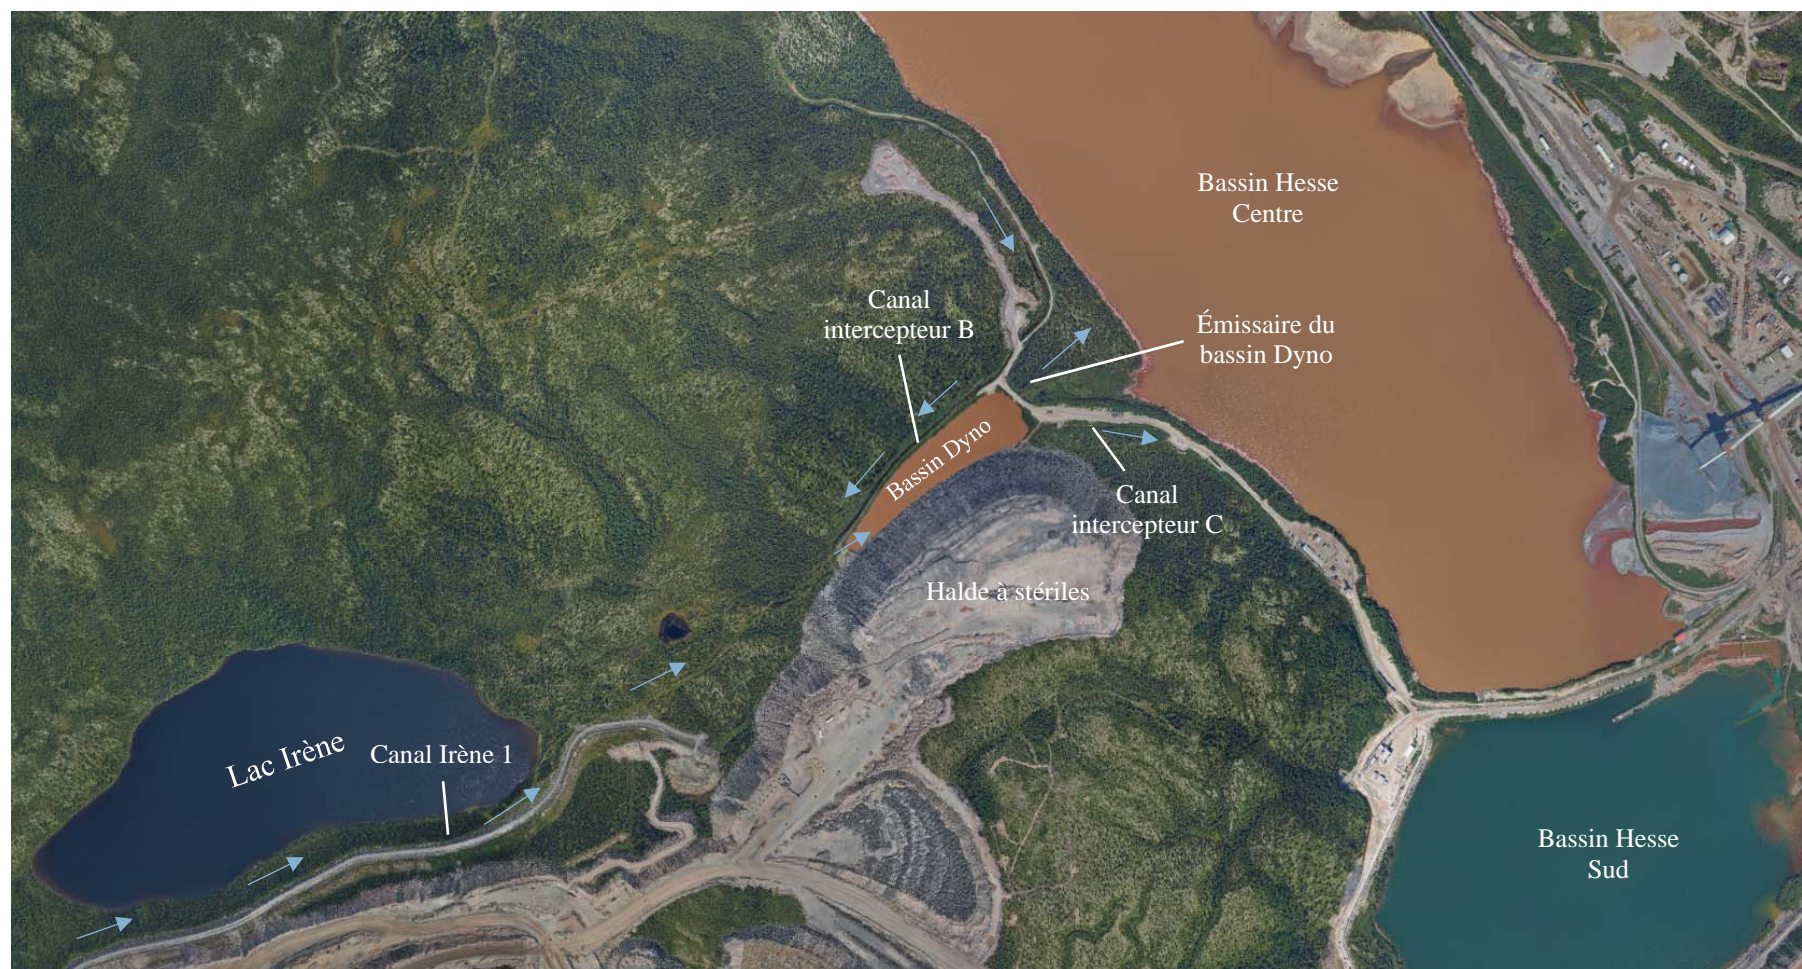 Bassin Hesse
Centre
Canal
intercepteur B
Émissaire du
bassin Dyno
Bassin Dyno
Canal
intercepteur C
Halde à stériles
Lac Irène
Canal Irène 1
Bassin Hesse
Sud